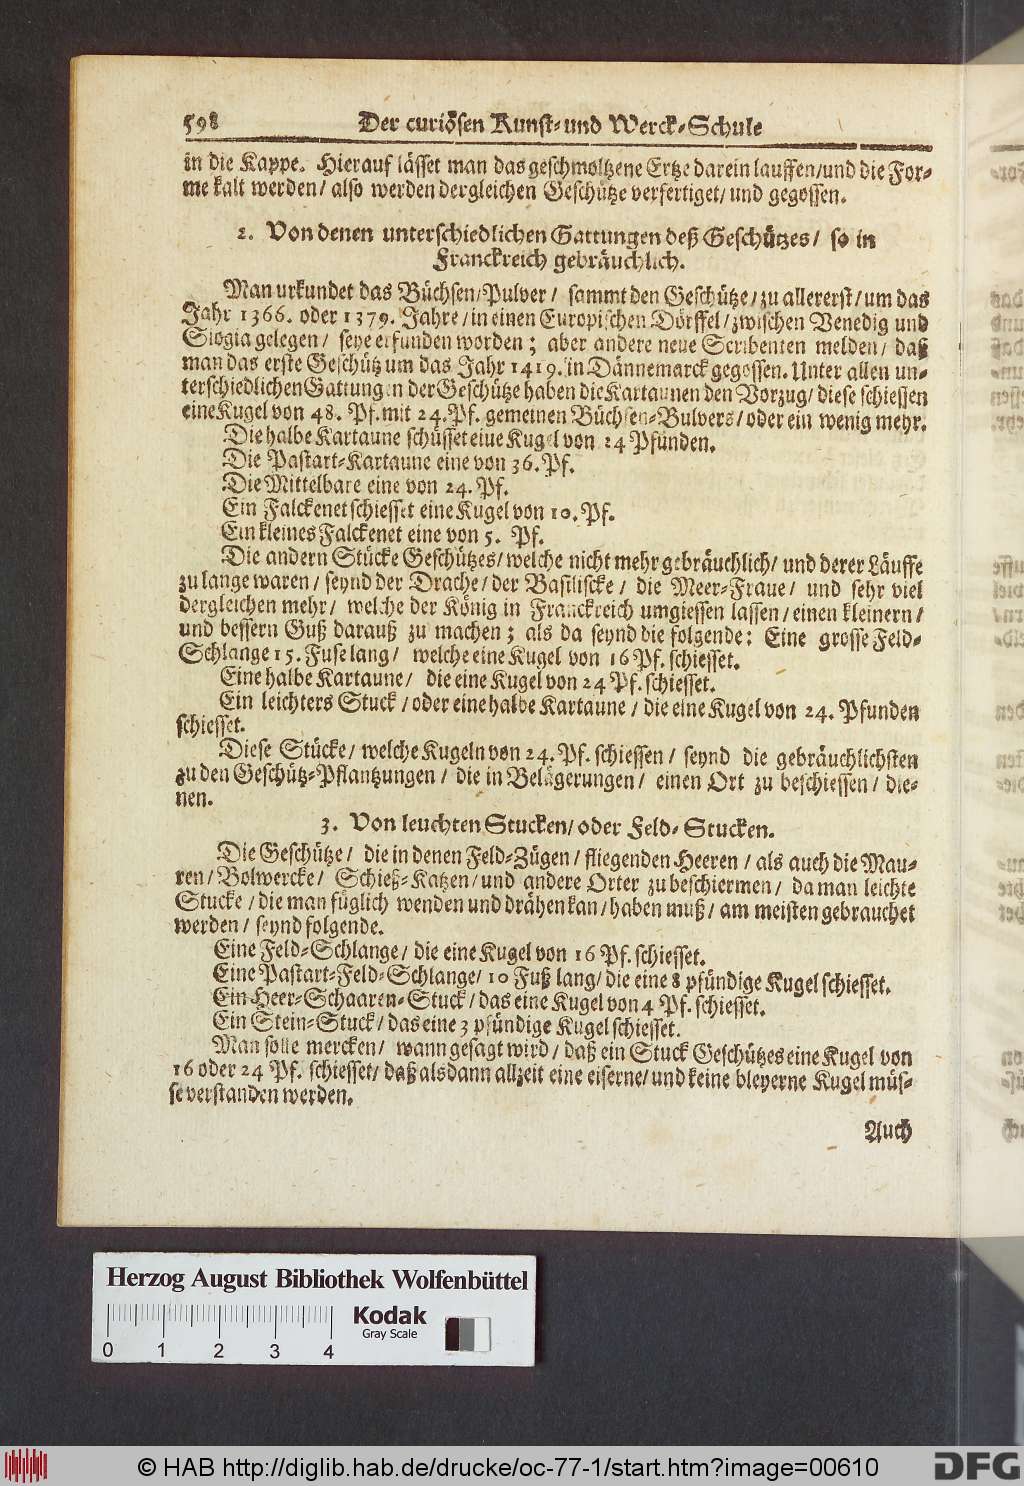 598 Der curiösen Kunst- und Werck-Schule
in die Kappe. Hierauf lässet man das geschmoltzene Ertze darein lauffen/und die For-
me kalt werden/ also werden dergleichen Geschütze verfertiget/ und gegossen.
2. Von denen unterschiedlichen Gattungen deß Geschützes/ so in
Franckreich gebräuchlich.
Man urkundet das Büchsen/Pulver/ sammt den Geschütze/zu allererst/um das
Jahr 1366. oder 1379. Jahre/in einen Europischen Dörffel/zwischen Venedig und
Siogia gelegen/ seye erfunden worden; aber andere neue Scribenten melden/ daß
man das erste Geschütz um das Jahr 1419. in Dännemarck gegossen. Unter allen un-
terschiedlichen Gattungen der Geschütze haben die Kartaunen den Vorzug/ diese schiessen
eine Kugel von 48. Pf. mit 24. Pf. gemeinen Büchsen-Bulvers/oder ein wenig mehr.
Die halbe Kartaune schüsset eiue Kugel von 24 Pfunden.
Die Pastart-Kartaune eine von 36. Pf.
Die Mittelbare eine von 24. Pf.
Ein Falckenet schiesset eine Kugel von 10. Pf.
Ein kleines Falckenet eine von 5. Pf.
Die andern Stücke Geschützes/welche nicht mehr gebräuchlich/ und derer Läuffe
zu lange waren/ seynd der Drache/ der Basiliscke/ die Meer-Fraue/ und sehr viel
dergleichen mehr/ welche der König in Franckreich umgiessen lassen/einen kleinern/
und bessern Guß darauß zu machen; als da seynd die folgende: Eine grosse Feld-
Schlange 15. Fuse lang/ welche eine Kugel von 16 Pf. schiesset.
Eine halbe Kartaune/ die eine Kugel von 24 Pf. schiesset.
Ein leichters Stuck/oder eine halbe Kartaune/die eine Kugel von 24. Pfunden
schiesset.
Diese Stücke/welche Kugeln von 24. Pf. schiessen/ seynd die gebräuchlichsten
zu den Geschütz-Pflantzungen/ die in Belägerungen/ einen Ort zu beschiessen/ die-
nen.
3. Von leuchten Stucken/ oder Feld-Stucken.
Die Geschütze/ die in denen Feld-Zügen/fliegenden Heeren/als auch die Mau-
ren/Bolwercke/ Schieß-Katzen/und andere Orter zu beschiermen/ da man leichte
Stucke/die man füglich wenden und drähen kan/haben muß/am meisten gebrauchet
werden/ seynd folgende.
Eine Feld-Schlange/ die eine Kugel von 16 Pf. schiesset.
Eine Pastart-Feld-Schlange/10 Fuß lang/die eine 8 pfündige Kugel schiesset.
Ein Heer-Schaaren-Stuck/das eine Kugel von 4 Pf. schiesset.
Ein Stein-Stuck/das eine 3 pfündige Kugel schiesset.
Man solle mercken/ wann gesagt wird/daß ein Stuck Geschützes eine Kugel von
16 oder 24 Pf. schiesset/ daß alsdann allzeit eine eiserne/und keine bleyerne Kugel müs-
se verstanden werden.
Auch
Herzog August Bibliothek Wolfenbüttel
Kodak
Gray Scale
0 1 2 3 4
© HAB http://diglib.hab.de/drucke/oc-77-1/start.htm?image=00610
DFG